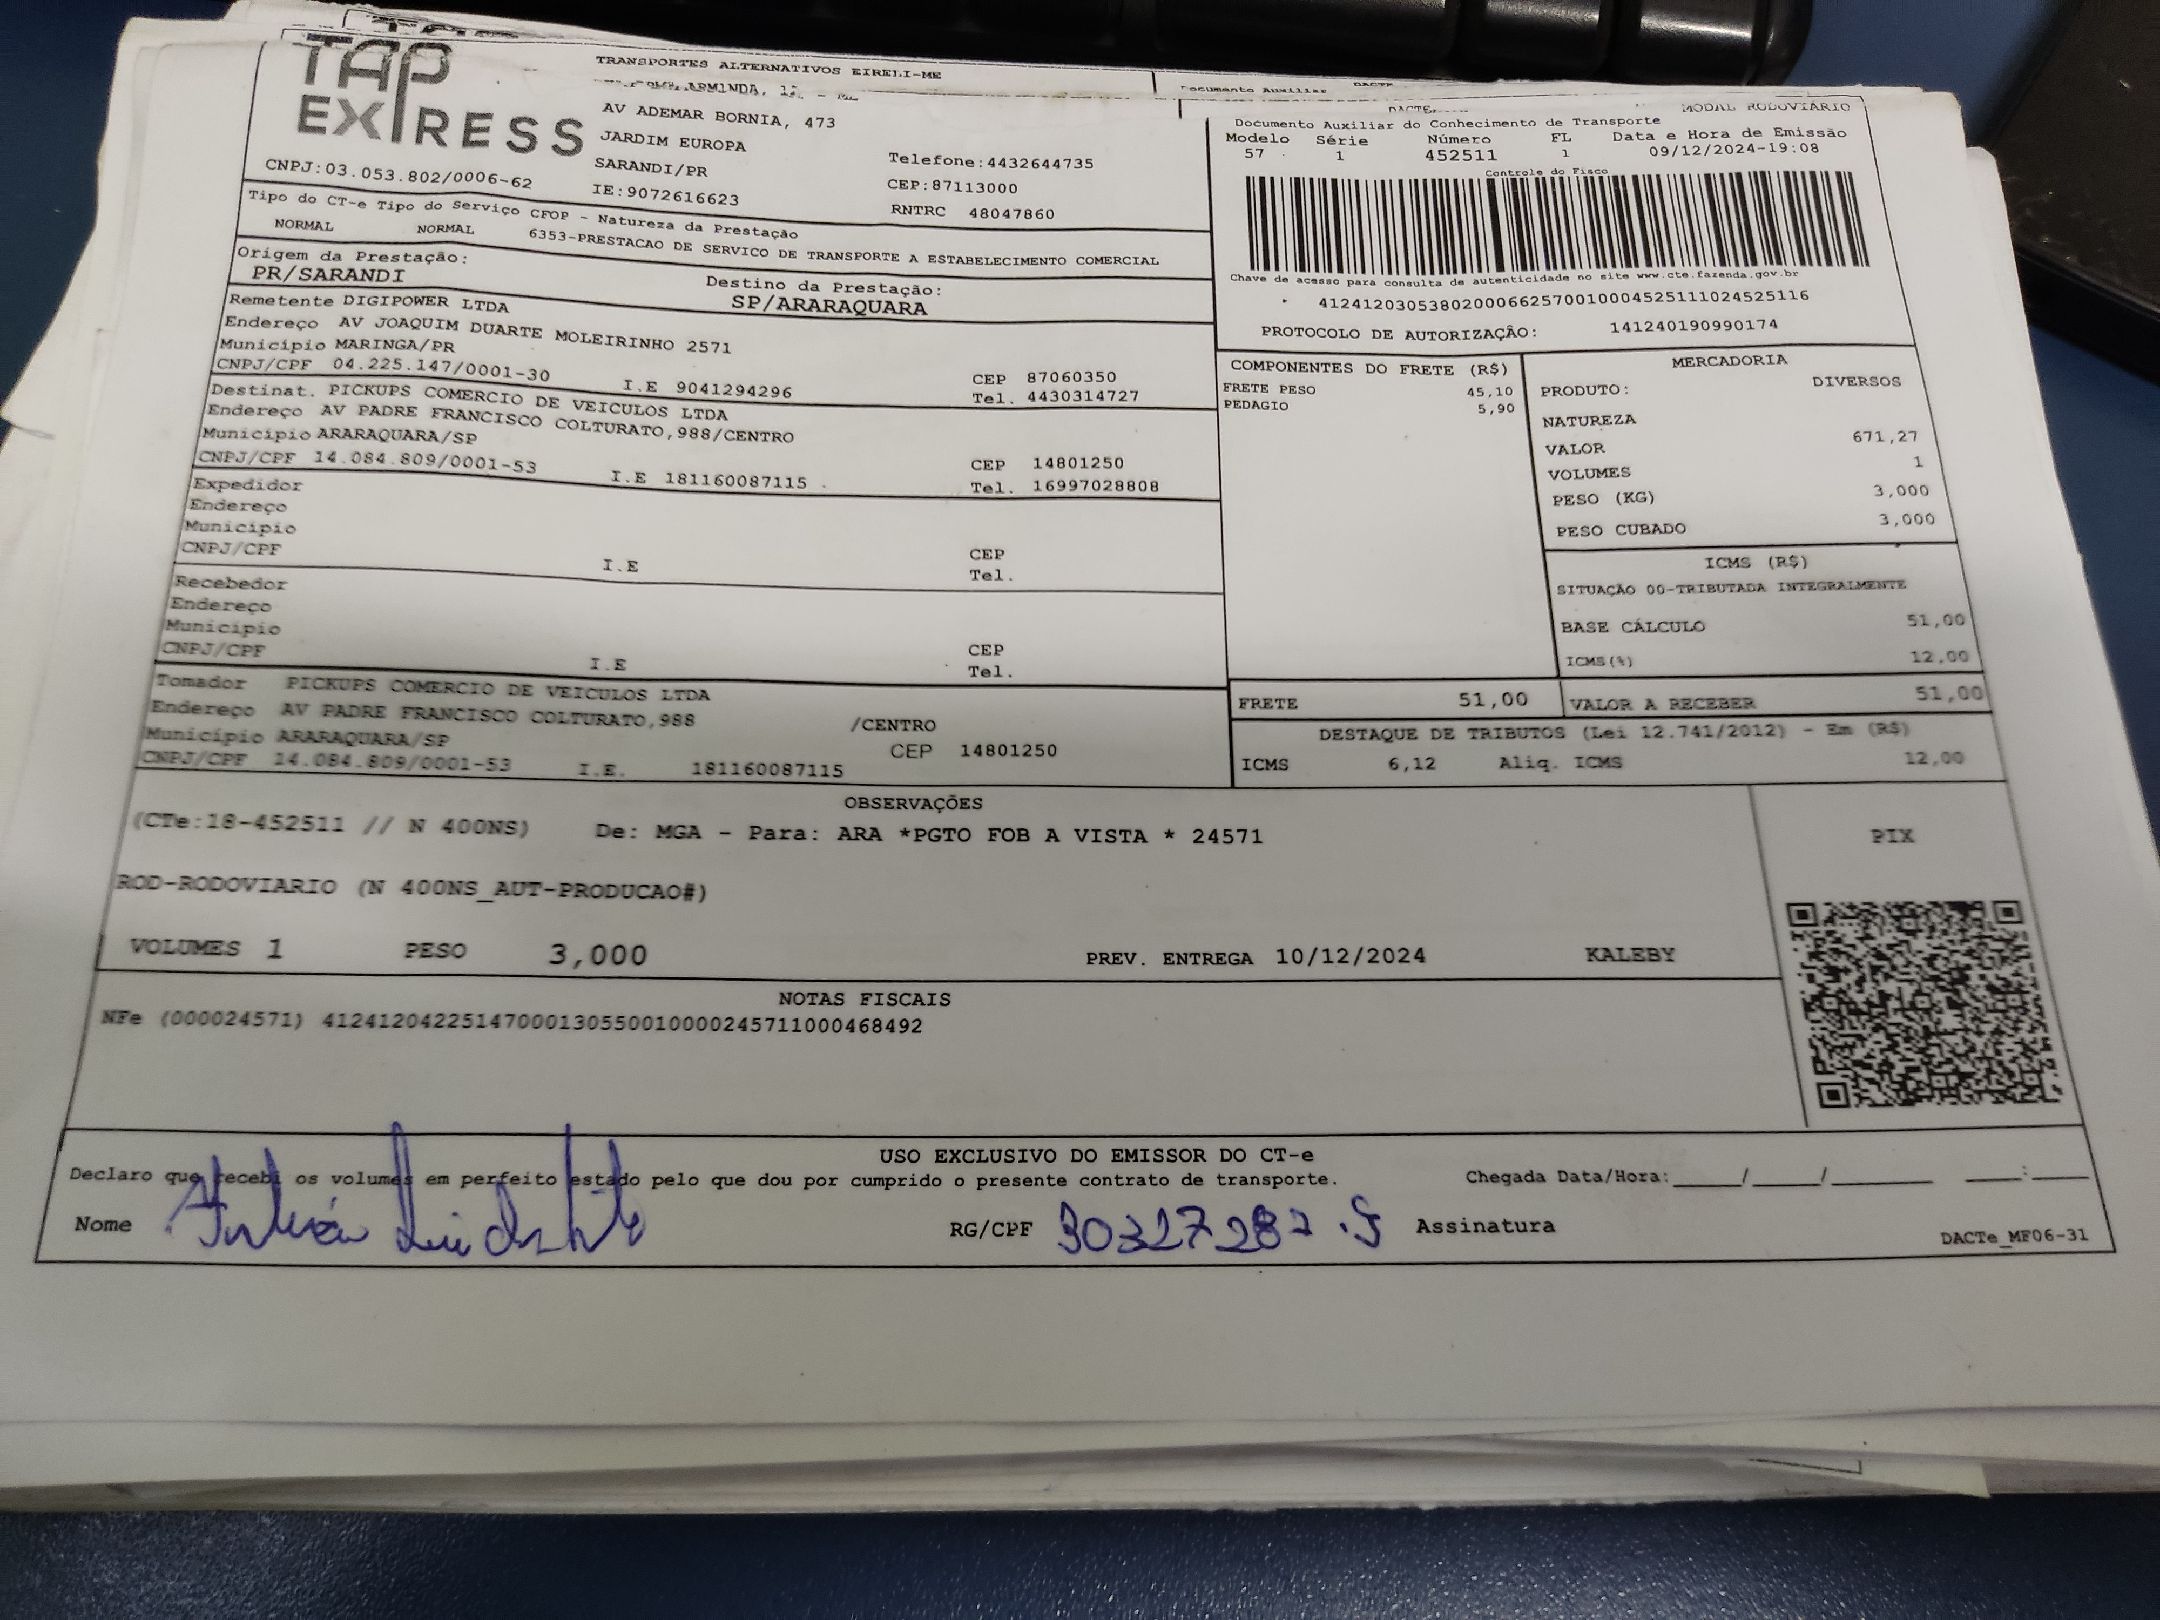 TAP
EXPRESS
TRANSPORTES ALTERNATIVOS EIRELI-ME
ARMINDA,
AV ADEMAR BORNIA, 473
JARDIM EUROPA
SARANDI/PR
IE:9072616623
CNPJ:03.053.802/0006-62
Telefone:4432644735
CEP:87113000
RNTRC 48047860
Documento Auxiliar DACTE
DACTE MODAL RODOVIÁRIO
Documento Auxiliar do Conhecimento de Transporte
Modelo Série Número FL Data e Hora de Emissão
57 1 452511 1 09/12/2024-19:08
Controle do Fisco
Chave de acesso para consulta de autenticidade no site www.cte.fazenda.gov.br
41241203053802000662570010004525111024525116
PROTOCOLO DE AUTORIZAÇÃO: 141240190990174
Tipo do CT-e Tipo do Serviço CFOP - Natureza da Prestação
NORMAL NORMAL 6353-PRESTACAO DE SERVICO DE TRANSPORTE A ESTABELECIMENTO COMERCIAL
Origem da Prestação: Destino da Prestação:
PR/SARANDI SP/ARARAQUARA
Remetente DIGIPOWER LTDA
Endereço AV JOAQUIM DUARTE MOLEIRINHO 2571
Município MARINGA/PR CEP 87060350
CNPJ/CPF 04.225.147/0001-30 I.E 9041294296 Tel. 4430314727
Destinat. PICKUPS COMERCIO DE VEICULOS LTDA
Endereço AV PADRE FRANCISCO COLTURATO,988/CENTRO
Município ARARAQUARA/SP CEP 14801250
CNPJ/CPF 14.084.809/0001-53 I.E 181160087115 Tel. 16997028808
Expedidor
Endereço
Município CEP
CNPJ/CPF I.E Tel.
Recebedor
Endereço
Município CEP
CNPJ/CPF I.E Tel.
Tomador PICKUPS COMERCIO DE VEICULOS LTDA
Endereço AV PADRE FRANCISCO COLTURATO,988 /CENTRO
Município ARARAQUARA/SP CEP 14801250
CNPJ/CPF 14.084.809/0001-53 I.E. 181160087115
COMPONENTES DO FRETE (R$)
FRETE PESO 45,10
PEDAGIO 5,90
MERCADORIA
PRODUTO: DIVERSOS
NATUREZA
VALOR 671,27
VOLUMES 1
PESO (KG) 3,000
PESO CUBADO 3,000
ICMS (R$)
SITUAÇÃO 00-TRIBUTADA INTEGRALMENTE
BASE CÁLCULO 51,00
ICMS(%) 12,00
FRETE 51,00 VALOR A RECEBER 51,00
DESTAQUE DE TRIBUTOS (Lei 12.741/2012) - Em (R$)
ICMS 6,12 Aliq. ICMS 12,00
OBSERVAÇÕES
(CTe:18-452511 // N 400NS) De: MGA - Para: ARA *PGTO FOB A VISTA * 24571
ROD-RODOVIARIO (N 400NS_AUT-PRODUCAO#)
VOLUMES 1 PESO 3,000 PREV. ENTREGA 10/12/2024 KALEBY
PIX
NOTAS FISCAIS
NFe (000024571) 41241204225147000130550010000245711000468492
USO EXCLUSIVO DO EMISSOR DO CT-e
Declaro que recebi os volumes em perfeito estado pelo que dou por cumprido o presente contrato de transporte. Chegada Data/Hora:_____/_____/_____ ___:___
Nome RG/CPF 30327287.5 Assinatura
DACTe_MF06-31